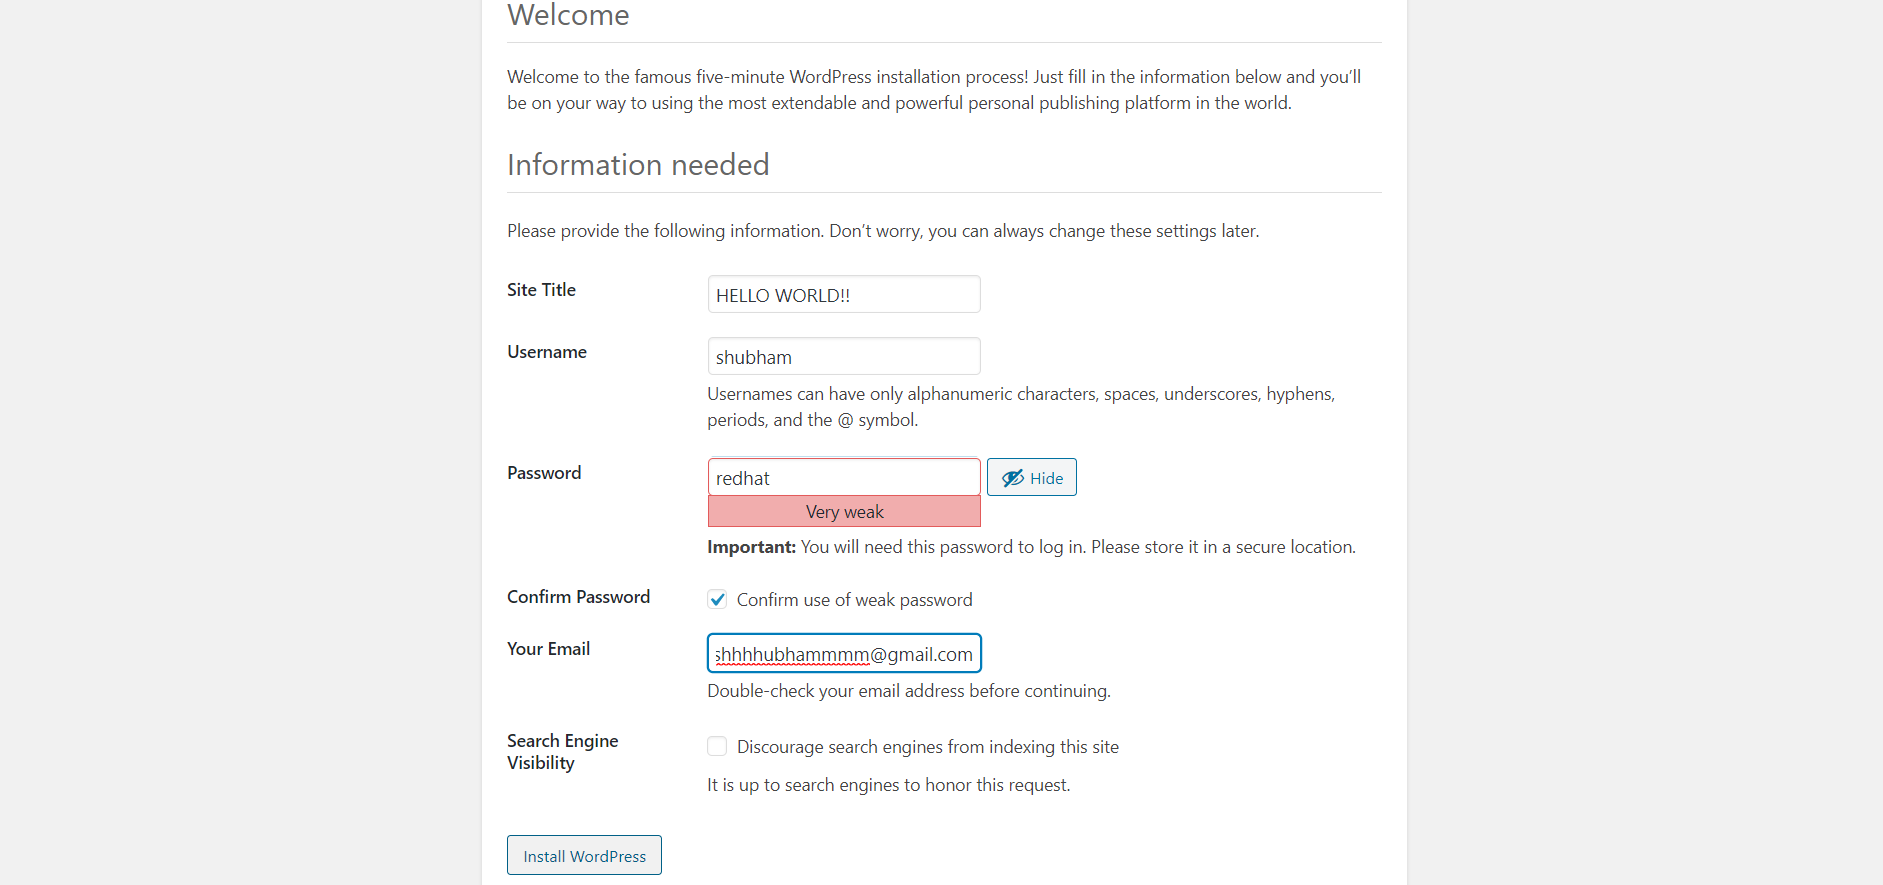 Welcome
Welcome to the famous five-minute WordPress installation process! Just fill in the information below and you’ll
be on your way to using the most extendable and powerful personal publishing platform in the world.
Information needed
Please provide the following information. Don’t worry, you can always change these settings later.
Site Title
HELLO WORLD!!
Username
shubham
Usernames can have only alphanumeric characters, spaces, underscores, hyphens,
periods, and the @ symbol.
Password
redhat
Hide
Very weak
Important: You will need this password to log in. Please store it in a secure location.
Confirm Password
Confirm use of weak password
Your Email
shhhhubhammmm@gmail.com
Double-check your email address before continuing.
Search Engine
Visibility
Discourage search engines from indexing this site
It is up to search engines to honor this request.
Install WordPress